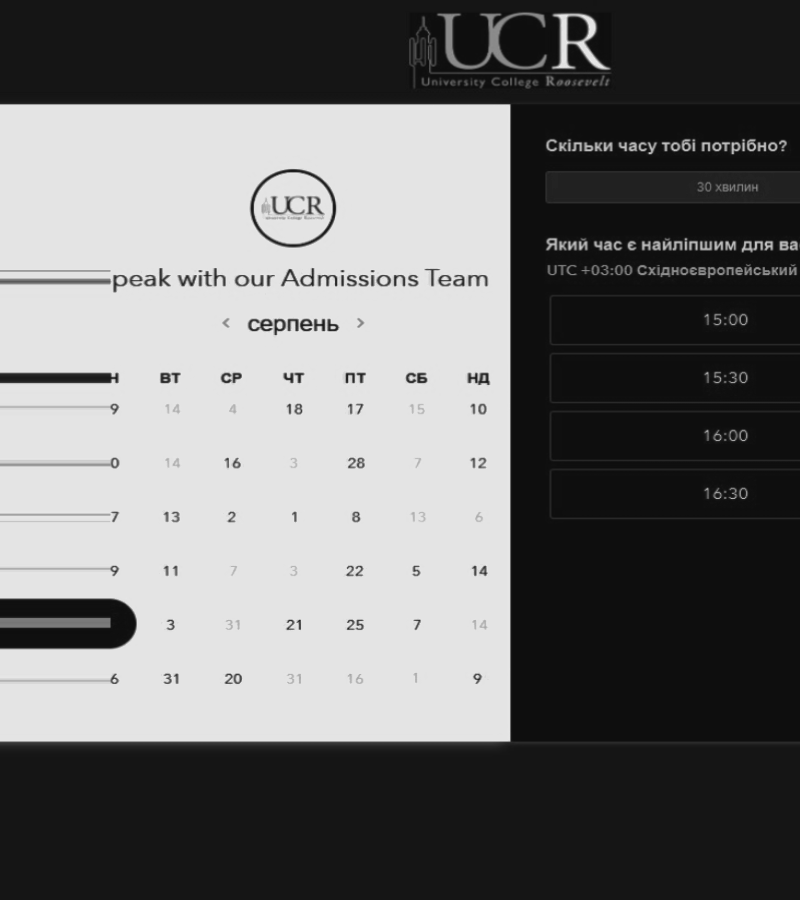 UCR
University College Roosevelt
UCR
peak with our Admissions Team
< серпень >
Н ВТ СР ЧТ ПТ СБ НД
9 14 4 18 17 15 10
0 14 16 3 28 7 12
7 13 2 1 8 13 6
9 11 7 3 22 5 14
3 31 21 25 7 14
6 31 20 31 16 1 9
Скільки часу тобі потрібно?
30 хвилин
Який час є найліпшим для ва
UTC +03:00 Східноєвропейський
15:00
15:30
16:00
16:30